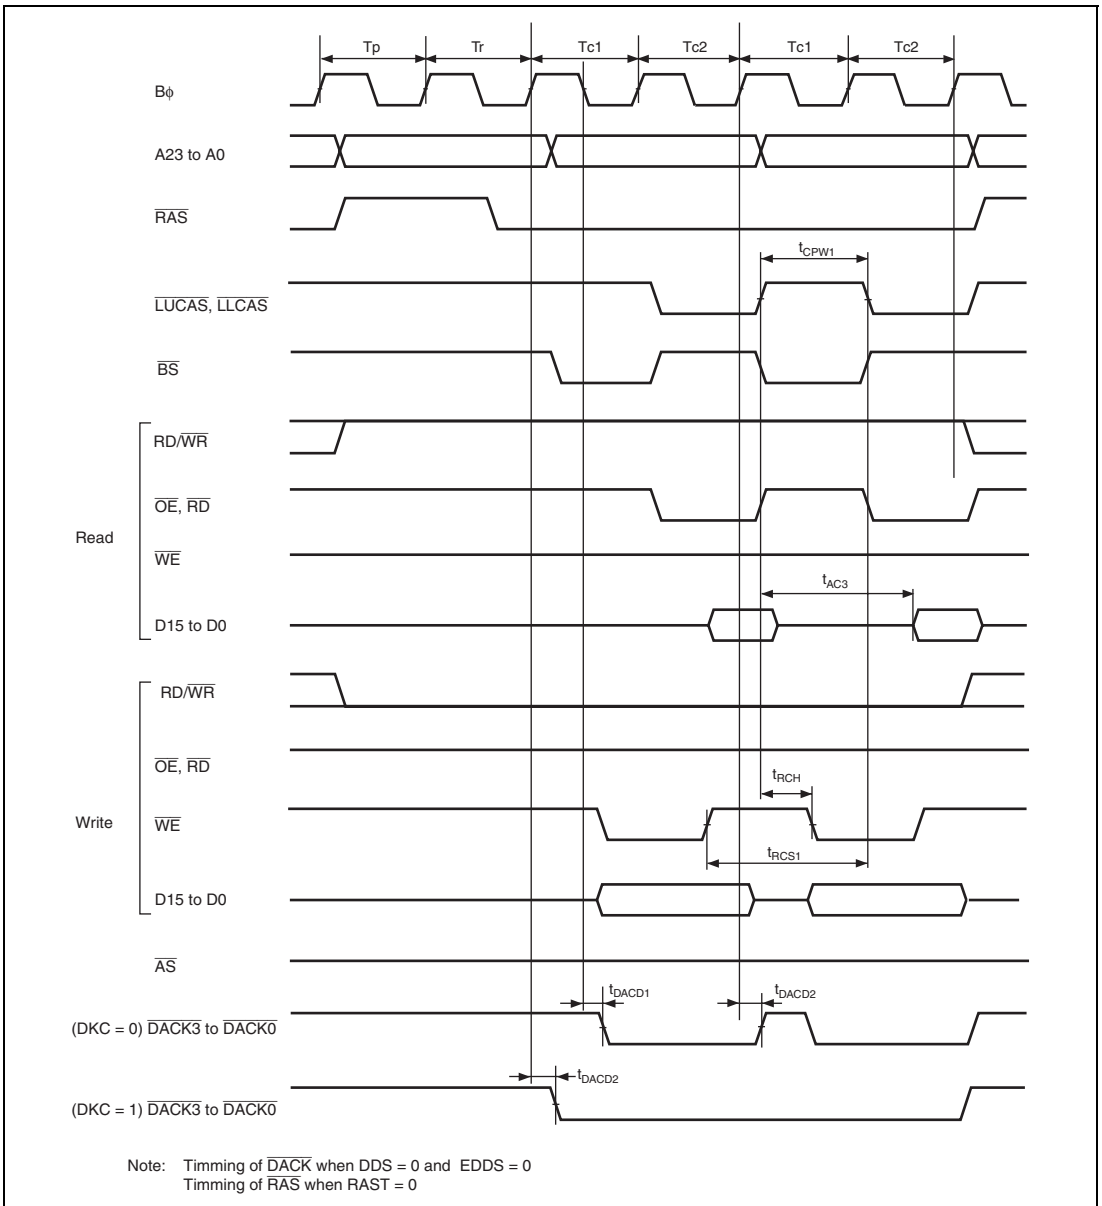 Tp Tr Tc1 Tc2 Tc1 Tc2
Bϕ
A23 to A0
RAS
tCPW1
LUCAS, LLCAS
BS
RD/WR
OE, RD
Read
WE
tAC3
D15 to D0
RD/WR
OE, RD
tRCH
Write
WE
tRCS1
D15 to D0
AS
tDACD1 tDACD2
(DKC = 0) DACK3 to DACK0
tDACD2
(DKC = 1) DACK3 to DACK0
Note: Timming of DACK when DDS = 0 and EDDS = 0
Timming of RAS when RAST = 0